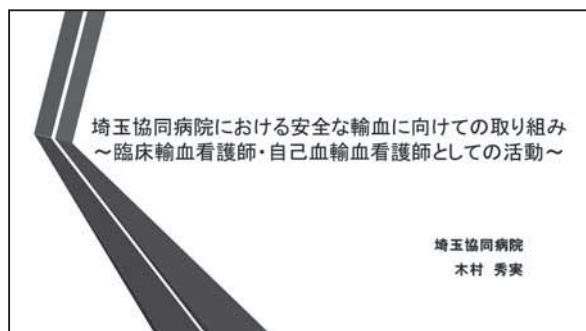 埼玉協同病院における安全な輸血に向けての取り組み
～臨床輸血看護師・自己血輸血看護師としての活動～
埼玉協同病院
木村 秀実